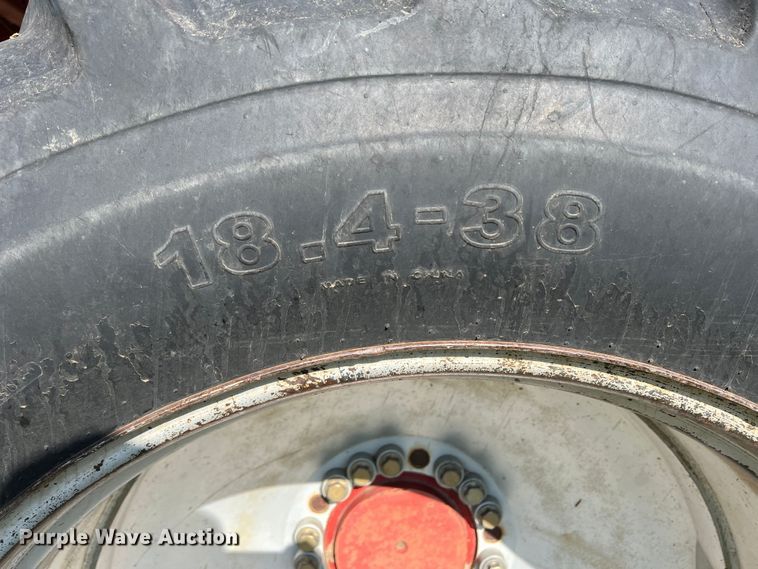 18.4-38
MADE IN CHINA
Purple Wave Auction